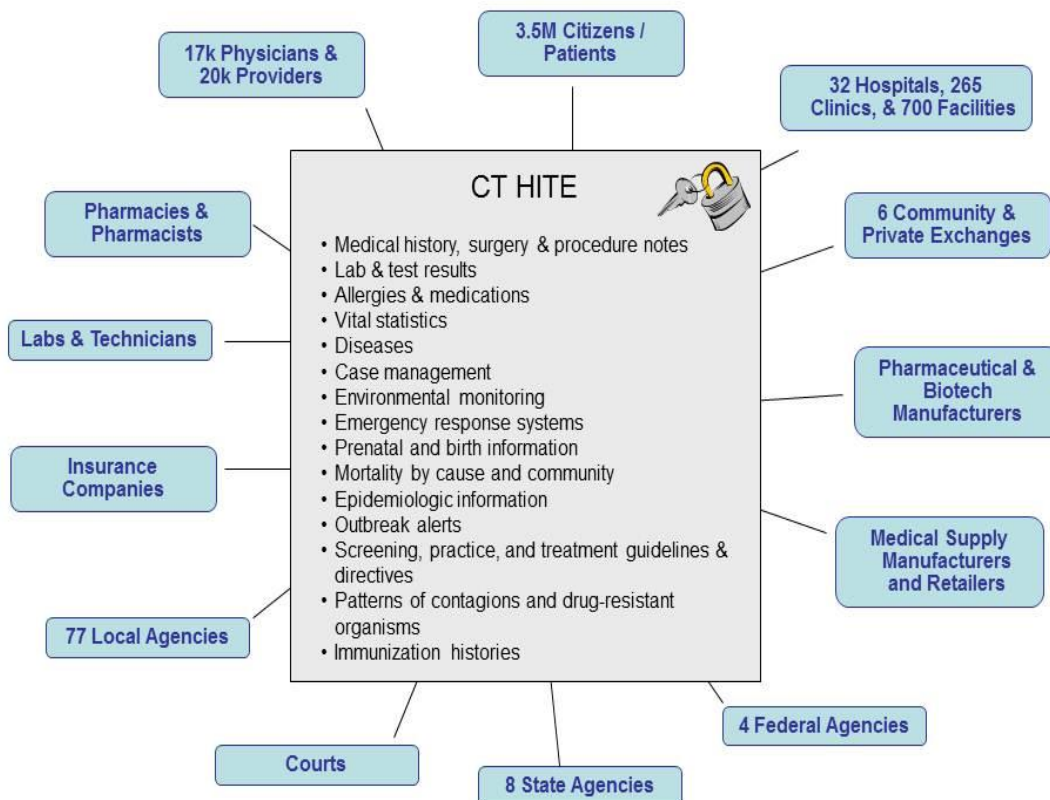 3.5M Citizens /
Patients
17k Physicians &
20k Providers
32 Hospitals, 265
Clinics, & 700 Facilities
Pharmacies &
Pharmacists
6 Community &
Private Exchanges
Labs & Technicians
Pharmaceutical &
Biotech
Manufacturers
Insurance
Companies
Medical Supply
Manufacturers
and Retailers
77 Local Agencies
4 Federal Agencies
Courts
8 State Agencies
CT HITE
• Medical history, surgery & procedure notes
• Lab & test results
• Allergies & medications
• Vital statistics
• Diseases
• Case management
• Environmental monitoring
• Emergency response systems
• Prenatal and birth information
• Mortality by cause and community
• Epidemiologic information
• Outbreak alerts
• Screening, practice, and treatment guidelines &
directives
• Patterns of contagions and drug-resistant
organisms
• Immunization histories